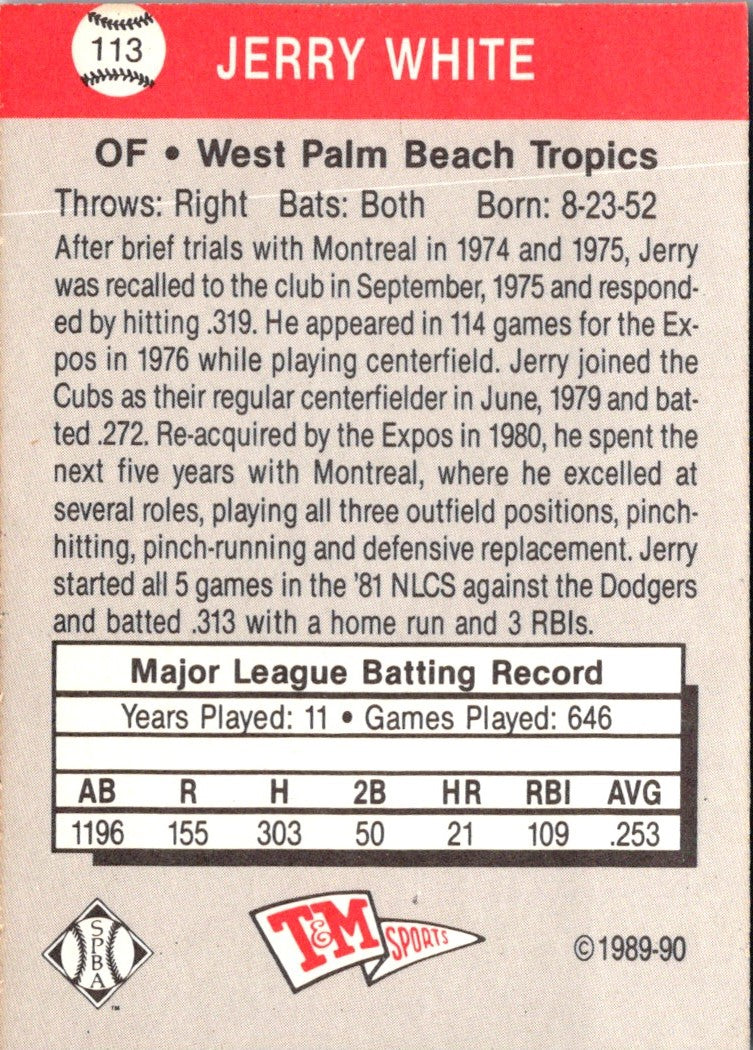 113
JERRY WHITE
OF • West Palm Beach Tropics
Throws: Right Bats: Both Born: 8-23-52
After brief trials with Montreal in 1974 and 1975, Jerry
was recalled to the club in September, 1975 and respond-
ed by hitting .319. He appeared in 114 games for the Ex-
pos in 1976 while playing centerfield. Jerry joined the
Cubs as their regular centerfielder in June, 1979 and bat-
ted .272. Re-acquired by the Expos in 1980, he spent the
next five years with Montreal, where he excelled at
several roles, playing all three outfield positions, pinch-
hitting, pinch-running and defensive replacement. Jerry
started all 5 games in the '81 NLCS against the Dodgers
and batted .313 with a home run and 3 RBIs.
Major League Batting Record
Years Played: 11 • Games Played: 646
AB R H 2B HR RBI AVG
1196 155 303 50 21 109 .253
SPBA
™
T&M SPORTS
©1989-90